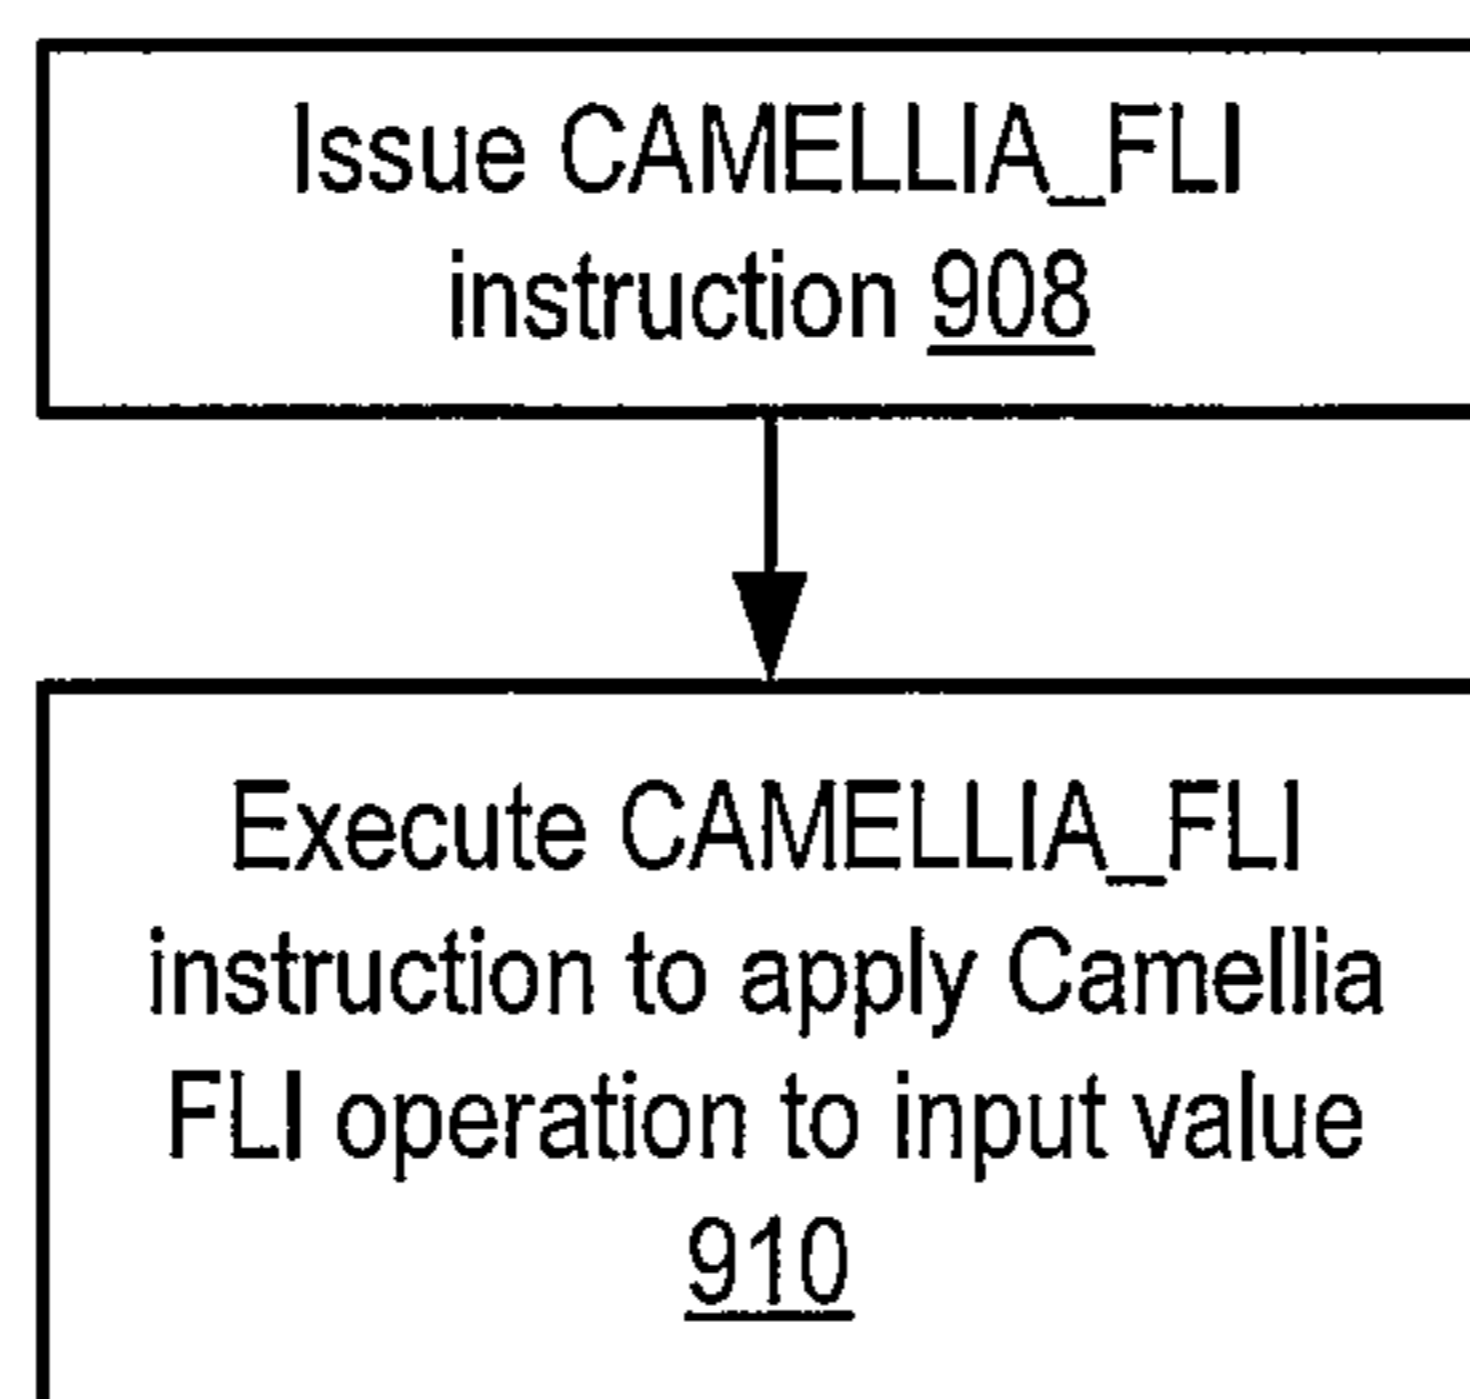 Issue CAMELLIA_FLI
instruction 908
Execute CAMELLIA_FLI
instruction to apply Camellia
FLI operation to input value
910